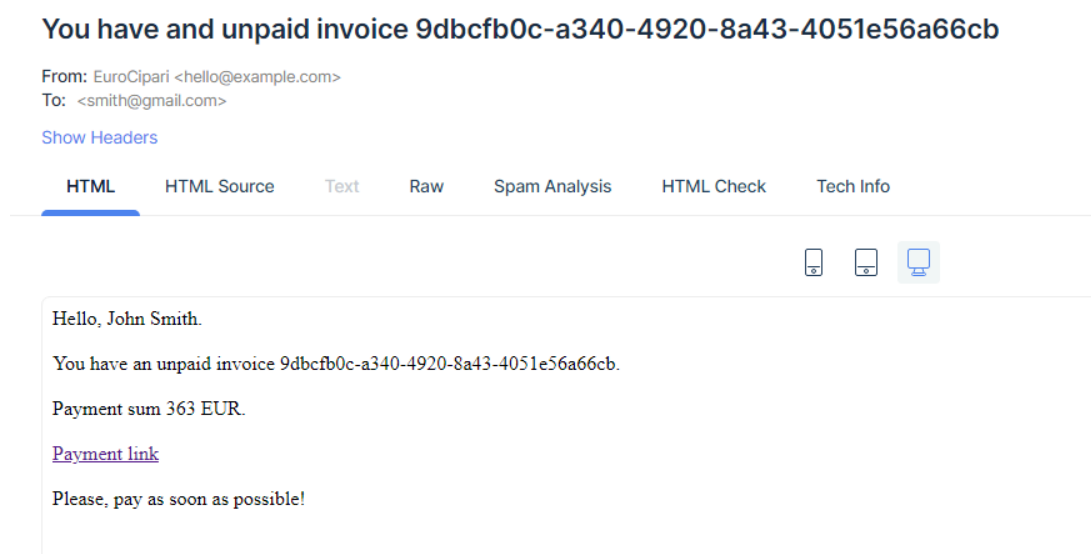 You have and unpaid invoice 9dbcfb0c-a340-4920-8a43-4051e56a66cb
From: EuroCipari <hello@example.com>
To: <smith@gmail.com>
Show Headers
HTML HTML Source Text Raw Spam Analysis HTML Check Tech Info
Hello, John Smith.
You have an unpaid invoice 9dbcfb0c-a340-4920-8a43-4051e56a66cb.
Payment sum 363 EUR.
Payment link
Please, pay as soon as possible!